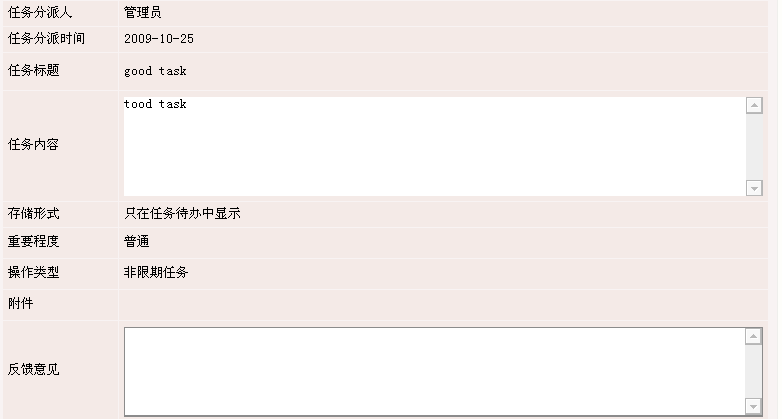 任务分派人 管理员
任务分派时间 2009-10-25
任务标题 good task
任务内容 tood task
存储形式 只在任务待办中显示
重要程度 普通
操作类型 非限期任务
附件
反馈意见